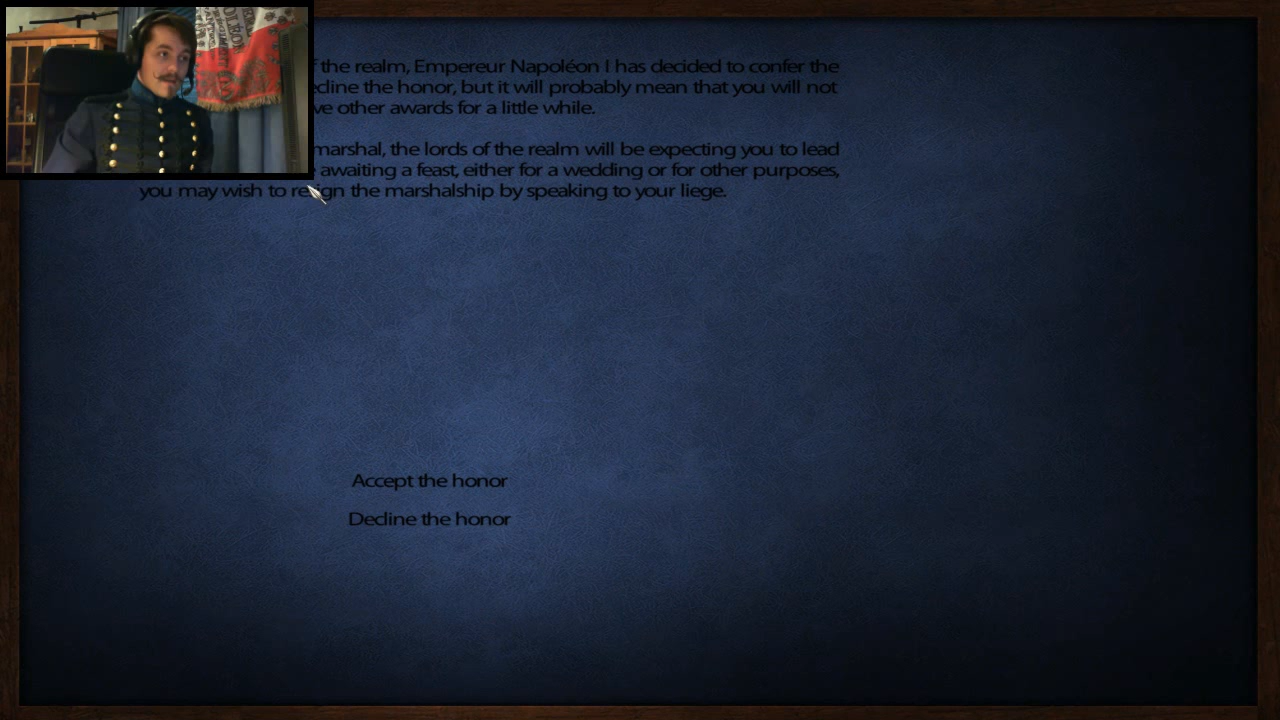 the realm, Empereur Napoléon I has decided to confer the
the honor, but it will probably mean that you will not
other awards for a little while.
marshal, the lords of the realm will be expecting you to lead
awaiting a feast, either for a wedding or for other purposes,
you may wish to resign the marshalship by speaking to your liege.
Accept the honor
Decline the honor